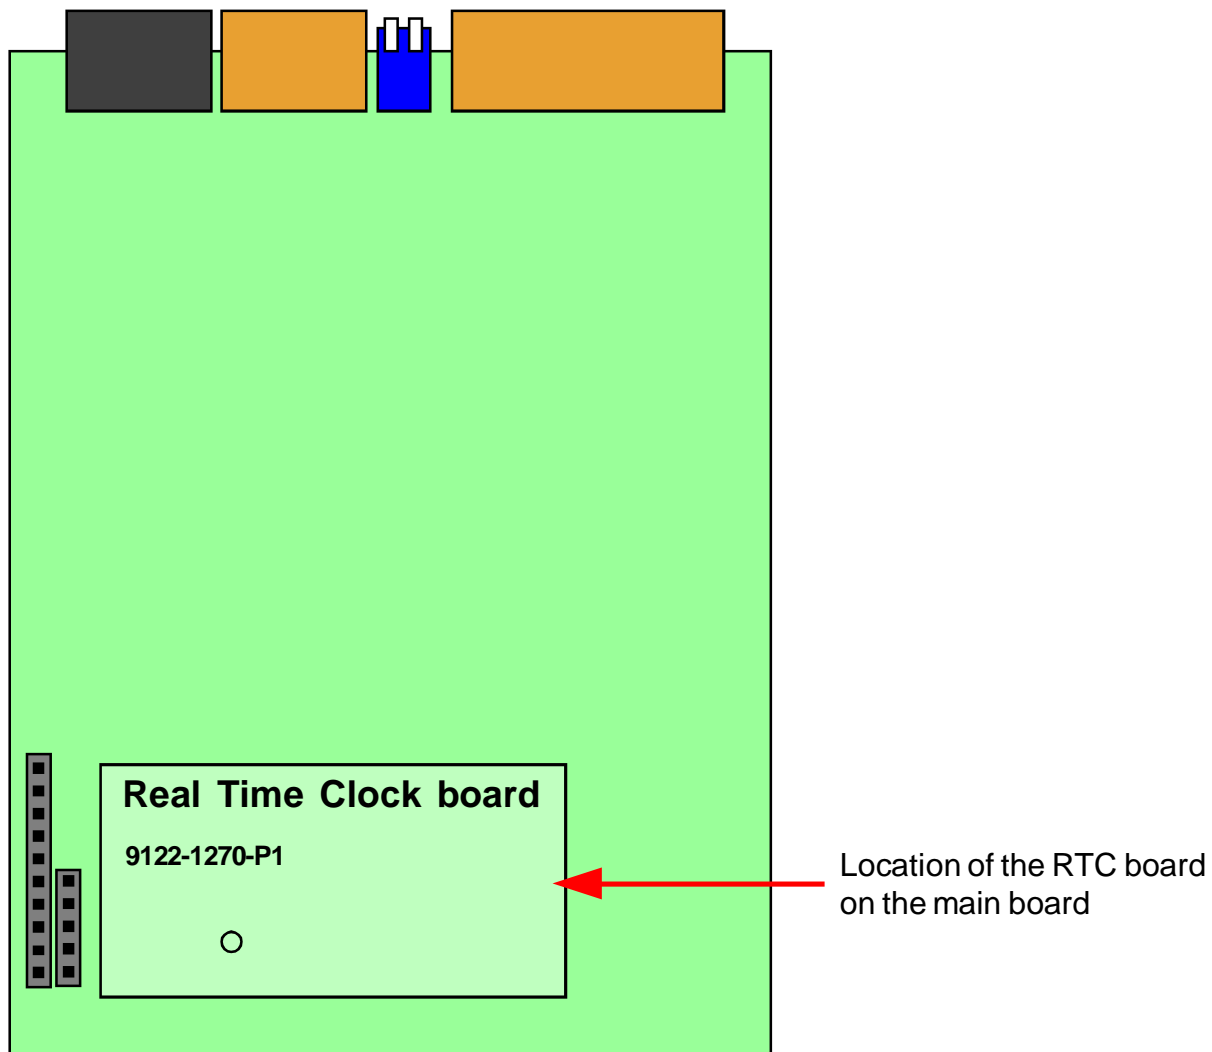 Real Time Clock board
9122-1270-P1
Location of the RTC board
on the main board